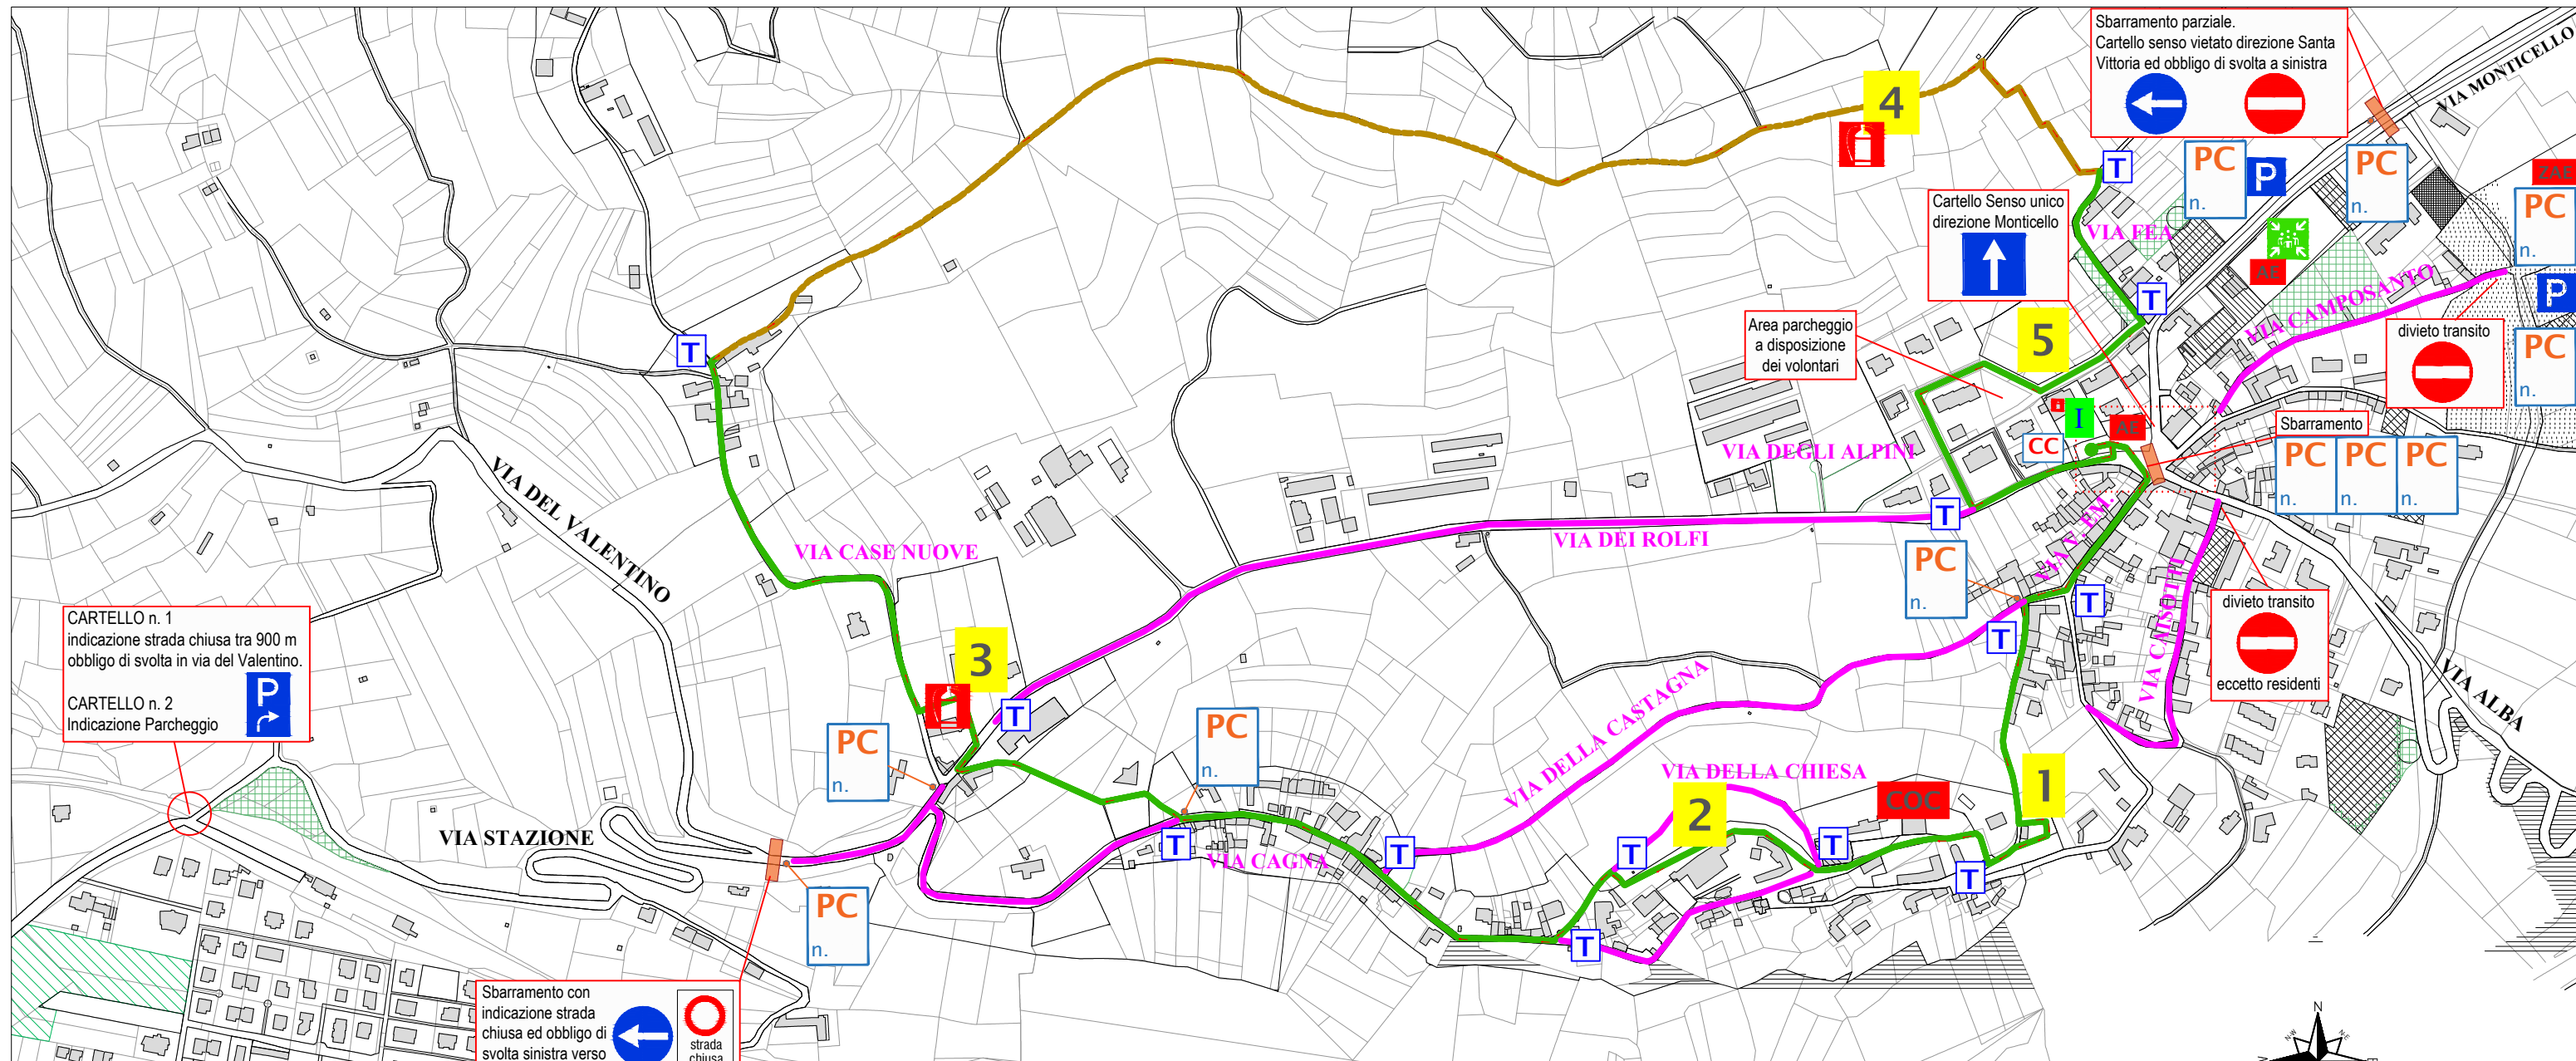 Sbarramento parziale.
Cartello senso vietato direzione Santa
Vittoria ed obbligo di svolta a sinistra
VIA MONTICELLO
4
T
PC
n.
P
PC
n.
ZAE
PC
n.
Cartello Senso unico
direzione Monticello
VIA FEA
AE
T
P
VIA CAMPOSANTO
Area parcheggio
a disposizione
dei volontari
5
divieto transito
PC
n.
T
I
AE
CC
Sbarramento
PC
n.
PC
n.
PC
n.
VIA DEGLI ALPINI
VIA DEL VALENTINO
T
VIA DEI ROLFI
VIA V. EM.
VIA CASE NUOVE
PC
n.
T
T
VIA CAISOTTI
divieto transito
eccetto residenti
CARTELLO n. 1
indicazione strada chiusa tra 900 m
obbligo di svolta in via del Valentino.
CARTELLO n. 2
Indicazione Parcheggio
P
3
T
PC
n.
PC
n.
VIA DELLA CASTAGNA
VIA ALBA
VIA DELLA CHIESA
2
COC
1
VIA STAZIONE
T
VIA CAGNA
T
T
T
T
T
PC
n.
Sbarramento con
indicazione strada
chiusa ed obbligo di
svolta sinistra verso
strada
chiusa
N
N-W
N-E